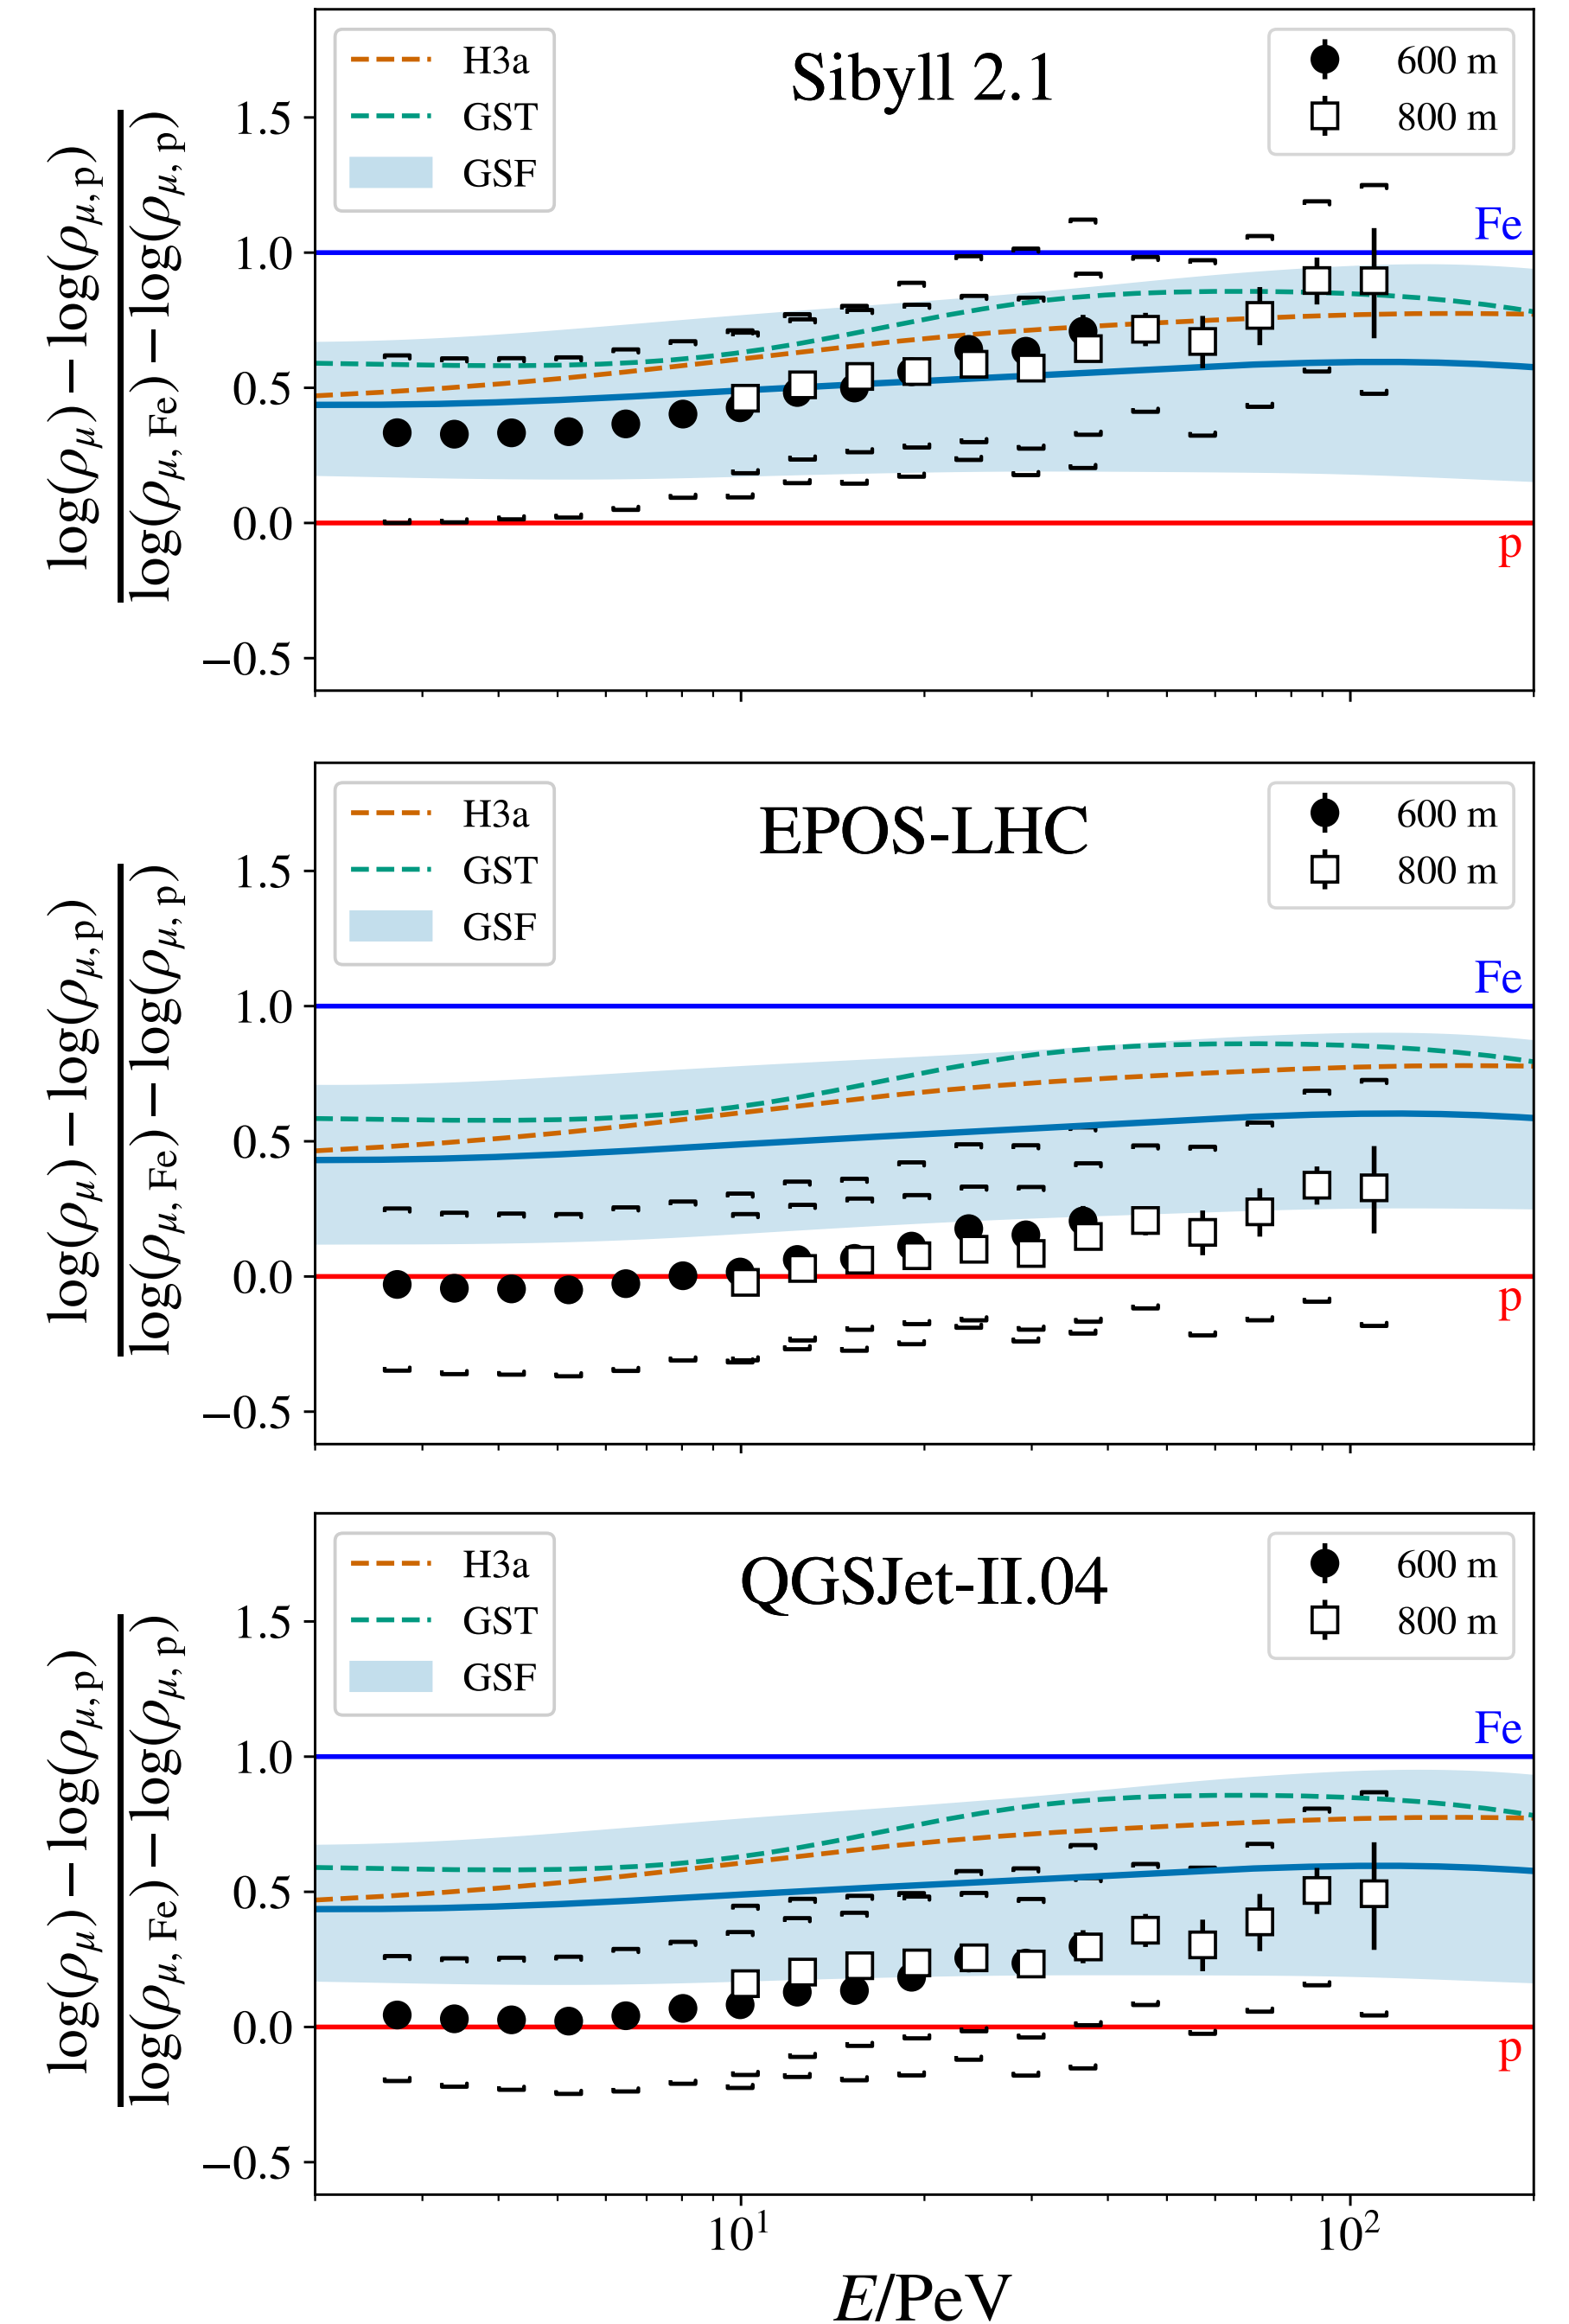 Sibyll 2.1
H3a
GST
GSF
600 m
800 m
log(ρμ) − log(ρμ, p)
log(ρμ, Fe) − log(ρμ, p)
1.5
1.0
0.5
0.0
−0.5
Fe
p
EPOS-LHC
H3a
GST
GSF
600 m
800 m
log(ρμ) − log(ρμ, p)
log(ρμ, Fe) − log(ρμ, p)
1.5
1.0
0.5
0.0
−0.5
Fe
p
QGSJet-II.04
H3a
GST
GSF
600 m
800 m
log(ρμ) − log(ρμ, p)
log(ρμ, Fe) − log(ρμ, p)
1.5
1.0
0.5
0.0
−0.5
Fe
p
10¹
10²
E/PeV